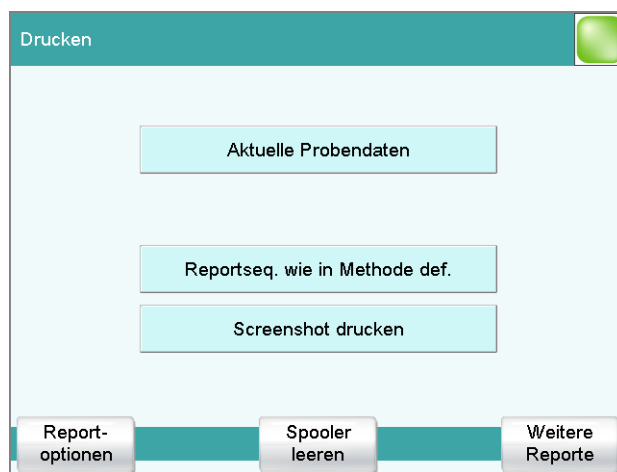 Drucken
Aktuelle Probendaten
Reportseq. wie in Methode def.
Screenshot drucken
Report-
optionen
Spooler
leeren
Weitere
Reporte